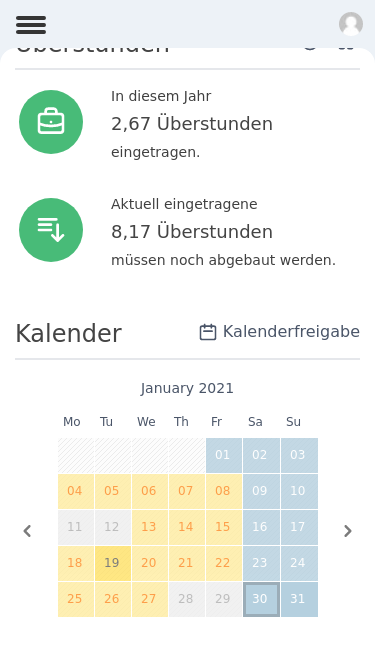 Überstunden
In diesem Jahr
2,67 Überstunden
eingetragen.
Aktuell eingetragene
8,17 Überstunden
müssen noch abgebaut werden.
Kalender
Kalenderfreigabe
January 2021
Mo Tu We Th Fr Sa Su
01 02 03
04 05 06 07 08 09 10
11 12 13 14 15 16 17
18 19 20 21 22 23 24
25 26 27 28 29 30 31